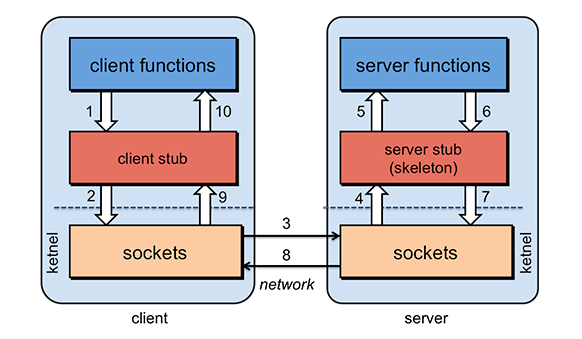 client functions
server functions
1
10
5
6
client stub
server stub
(skeleton)
2
9
4
7
3
ketnel
sockets
8
sockets
ketnel
network
client
server